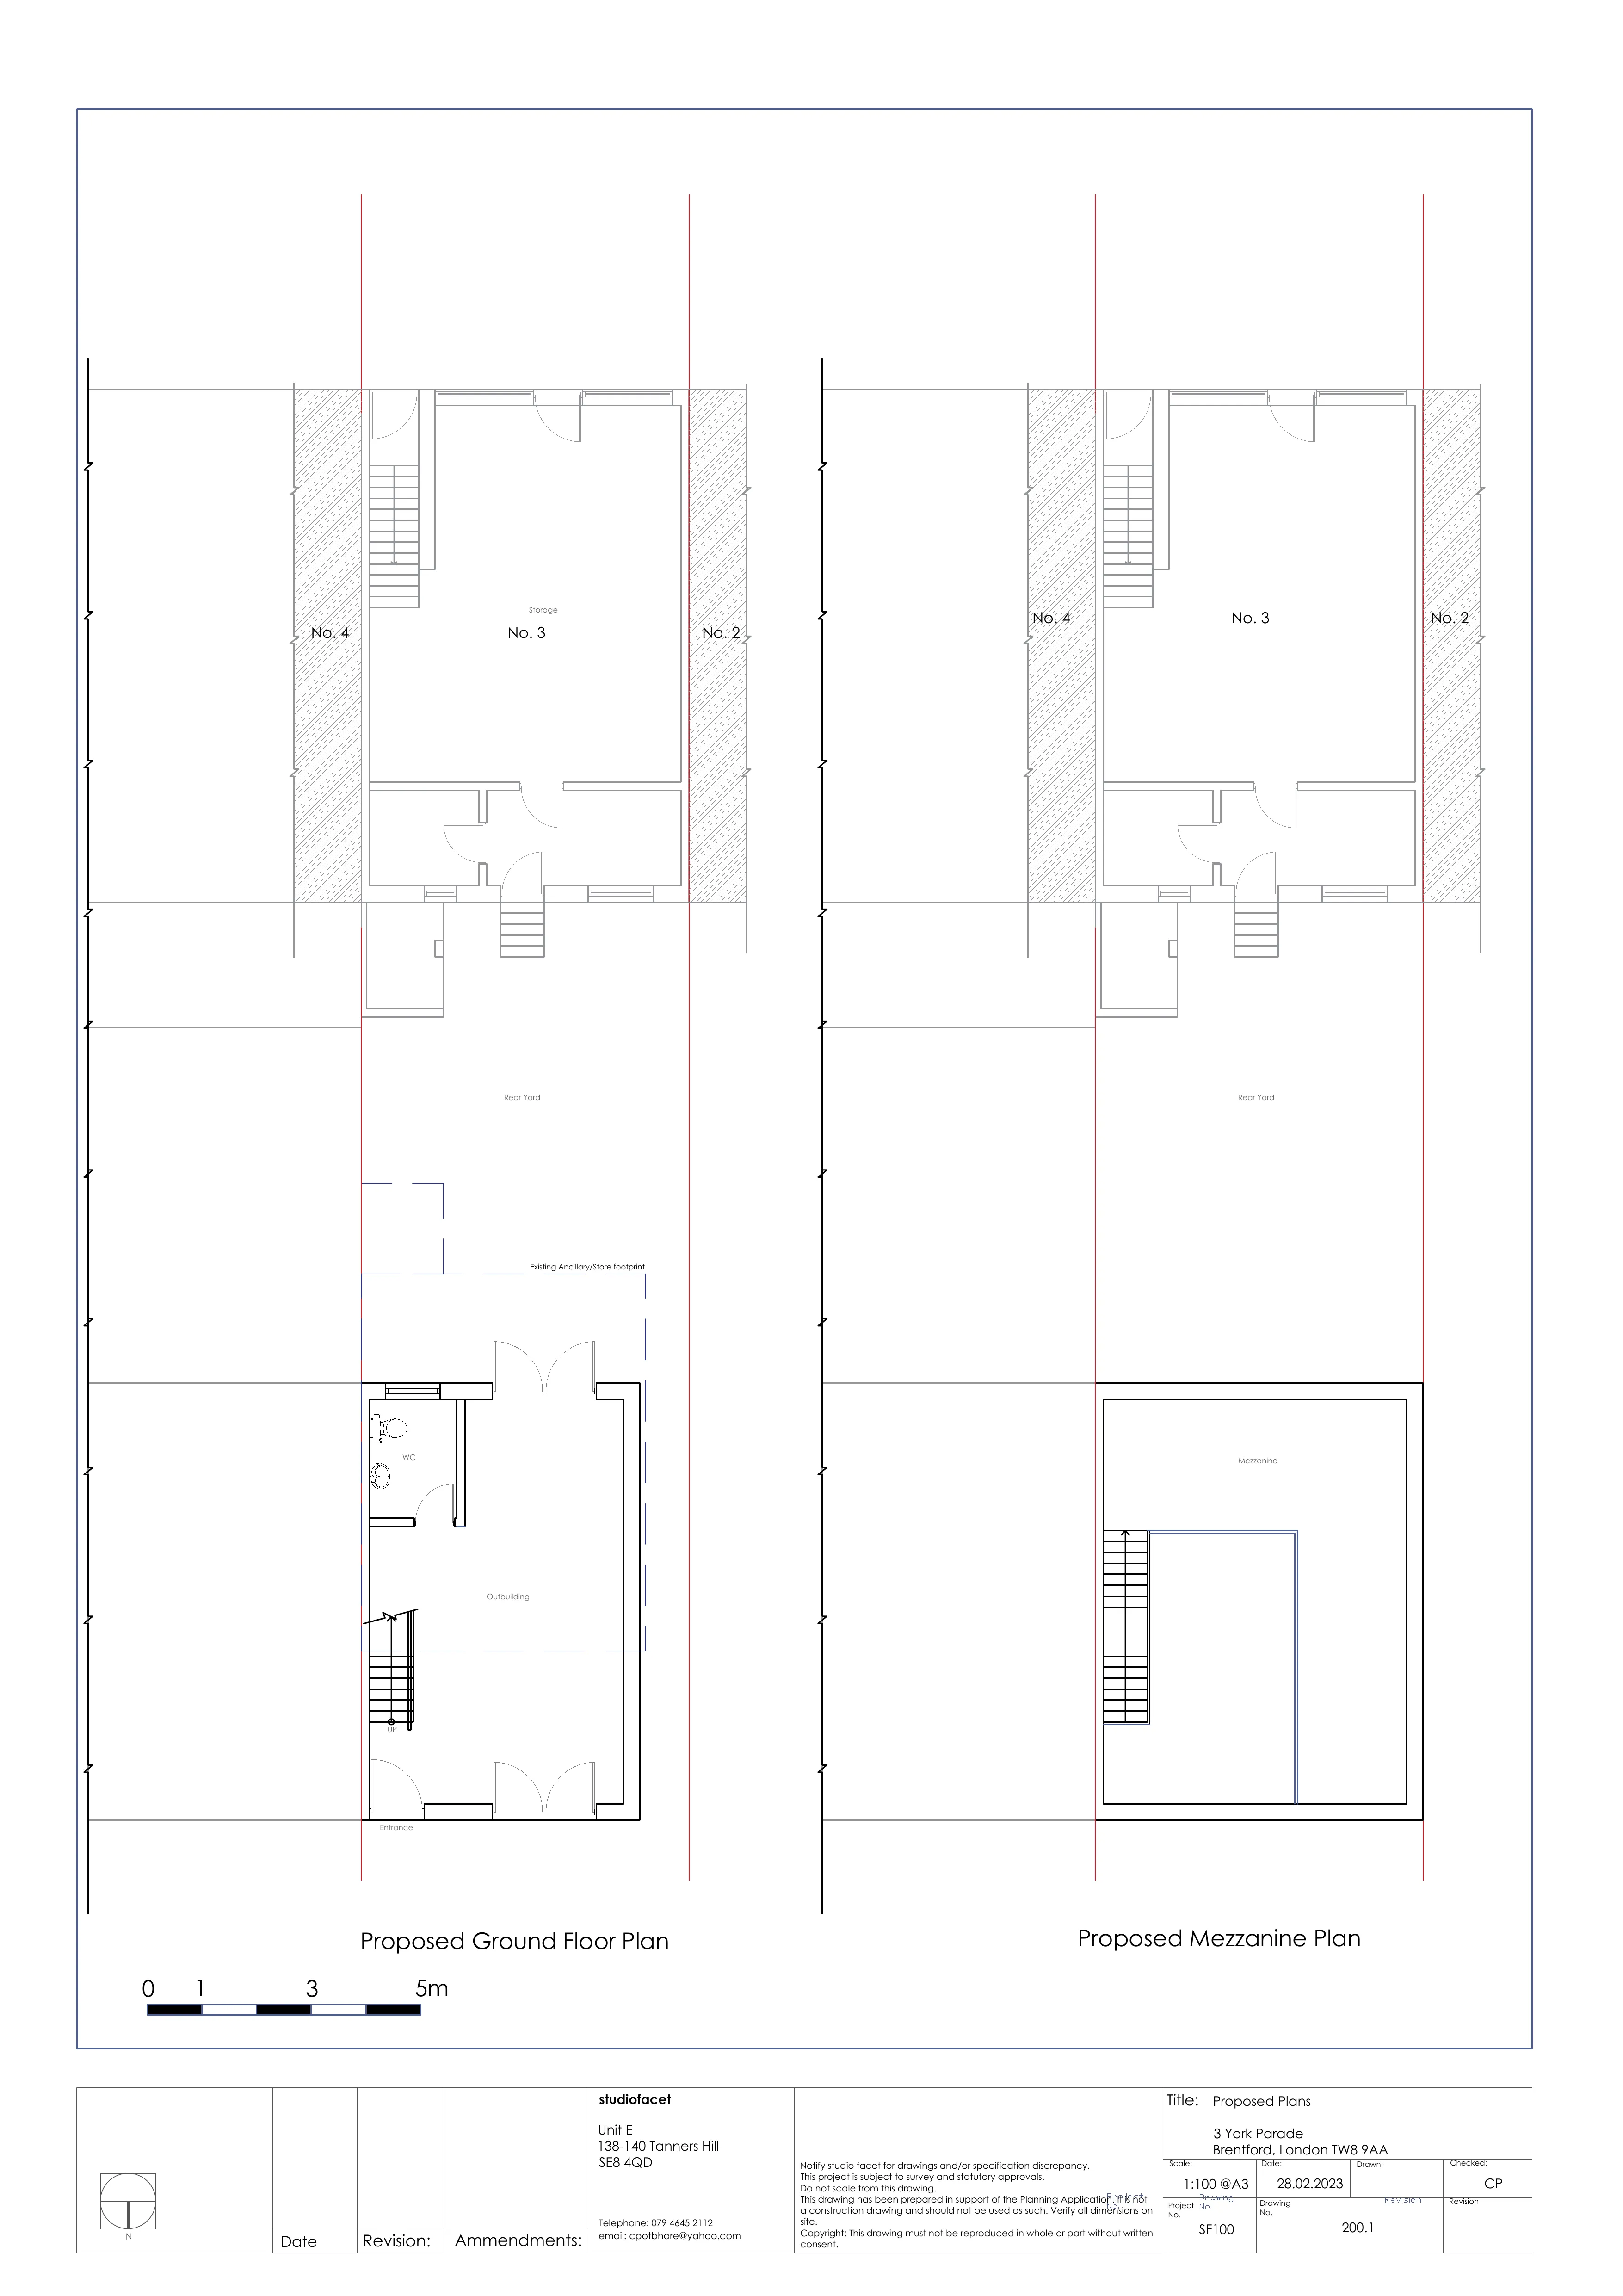 Storage
No. 4
No. 3
No. 2
No. 4
No. 3
No. 2
Rear Yard
Rear Yard
Existing Ancillary/Store footprint
WC
Mezzanine
Outbuilding
UP
Entrance
Proposed Ground Floor Plan
Proposed Mezzanine Plan
0 1 3 5m
N
Date
Revision:
Ammendments:
studiofacet
Unit E
138-140 Tanners Hill
SE8 4QD
Telephone: 079 4645 2112
email: cpotbhare@yahoo.com
Notify studio facet for drawings and/or specification discrepancy.
This project is subject to survey and statutory approvals.
Do not scale from this drawing.
This drawing has been prepared in support of the Planning Application. It is not
a construction drawing and should not be used as such. Verify all dimensions on
site.
Copyright: This drawing must not be reproduced in whole or part without written
consent.
Project
No.
Title: Proposed Plans
3 York Parade
Brentford, London TW8 9AA
Scale:
1:100 @A3
Date:
28.02.2023
Drawn:
Checked:
CP
Project
No.
SF100
Drawing
No.
Drawing
No.
200.1
Revision
Revision